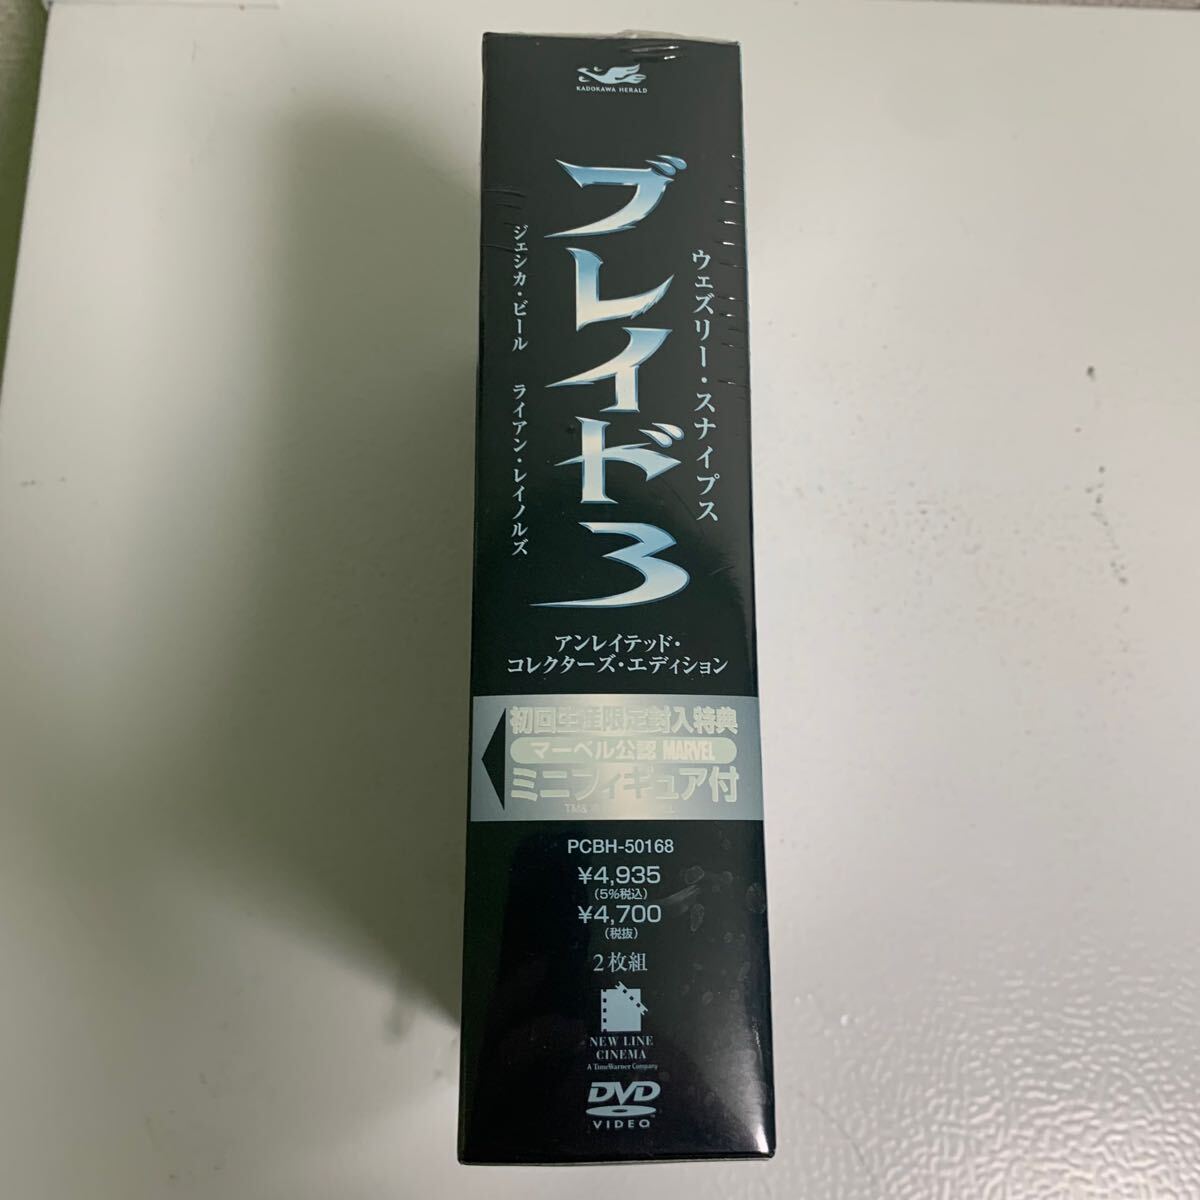 KADOKAWA HERALD
ウェズリー・スナイプス
ブレイド3
ジェシカ・ビール ライアン・レイノルズ
アンレイテッド・
コレクターズ・エディション
初回生産限定封入特典
マーベル公認 MARVEL
ミニフィギュア付
PCBH-50168
¥4,935
(5%税込)
¥4,700
(税抜)
2枚組
NEW LINE
CINEMA
A TimeWarner Company
DVD
VIDEO